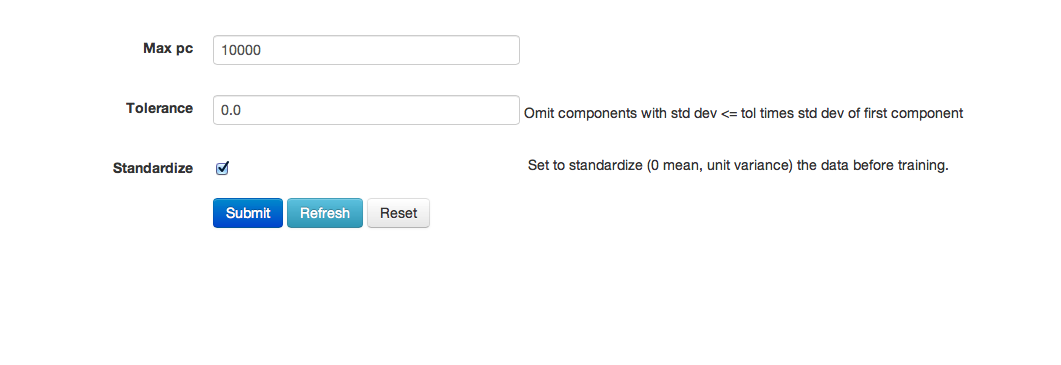 Max pc 10000
Tolerance 0.0 Omit components with std dev <= tol times std dev of first component
Standardize Set to standardize (0 mean, unit variance) the data before training.
Submit Refresh Reset